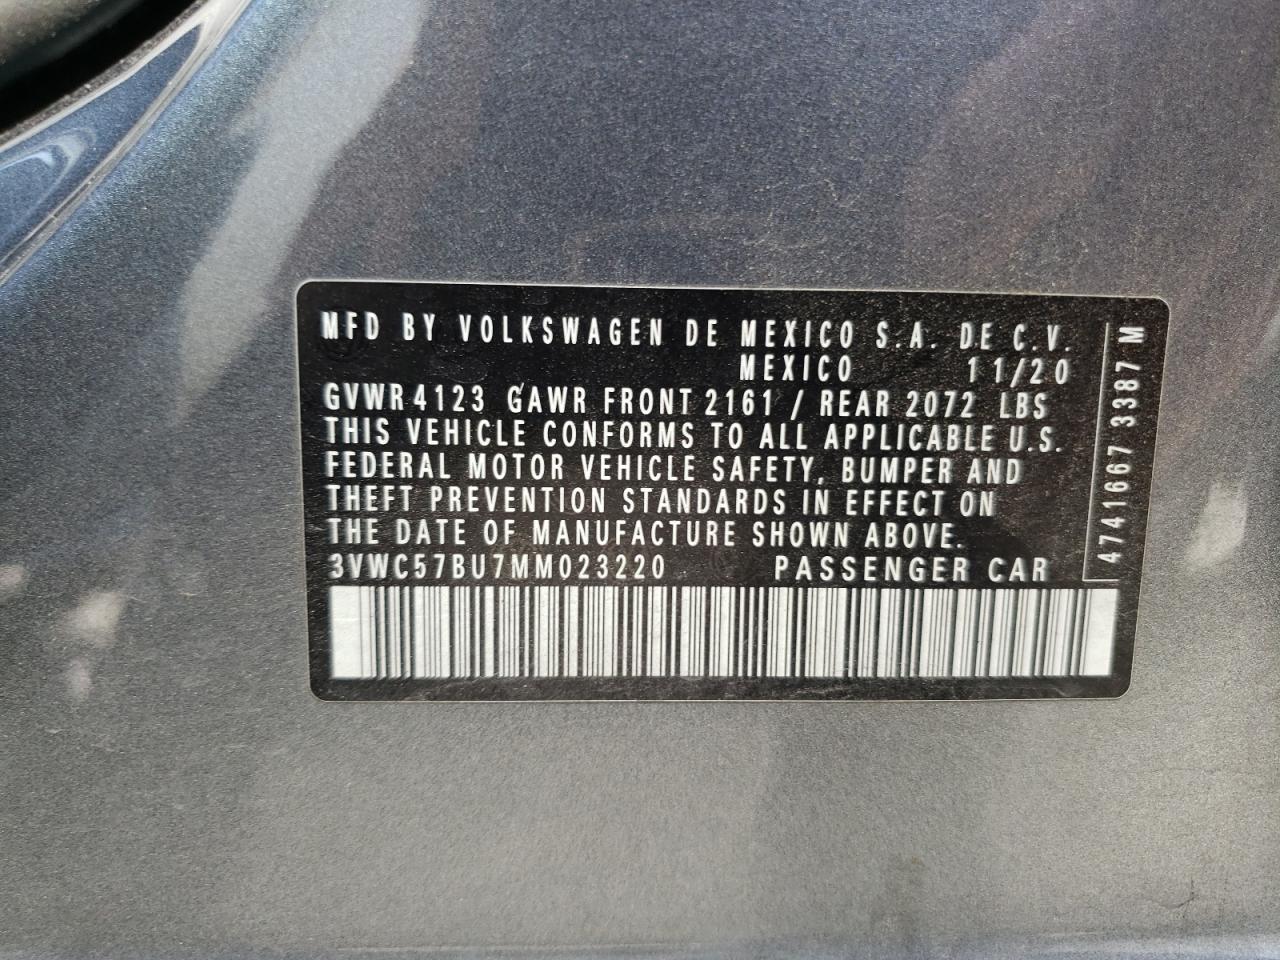 MFD BY VOLKSWAGEN DE MEXICO S.A. DE C.V.
MEXICO 11/20
GVWR 4123 GAWR FRONT 2161 / REAR 2072 LBS
THIS VEHICLE CONFORMS TO ALL APPLICABLE U.S.
FEDERAL MOTOR VEHICLE SAFETY, BUMPER AND
THEFT PREVENTION STANDARDS IN EFFECT ON
THE DATE OF MANUFACTURE SHOWN ABOVE.
3VWC57BU7MM023220 PASSENGER CAR
4741667 3387 M